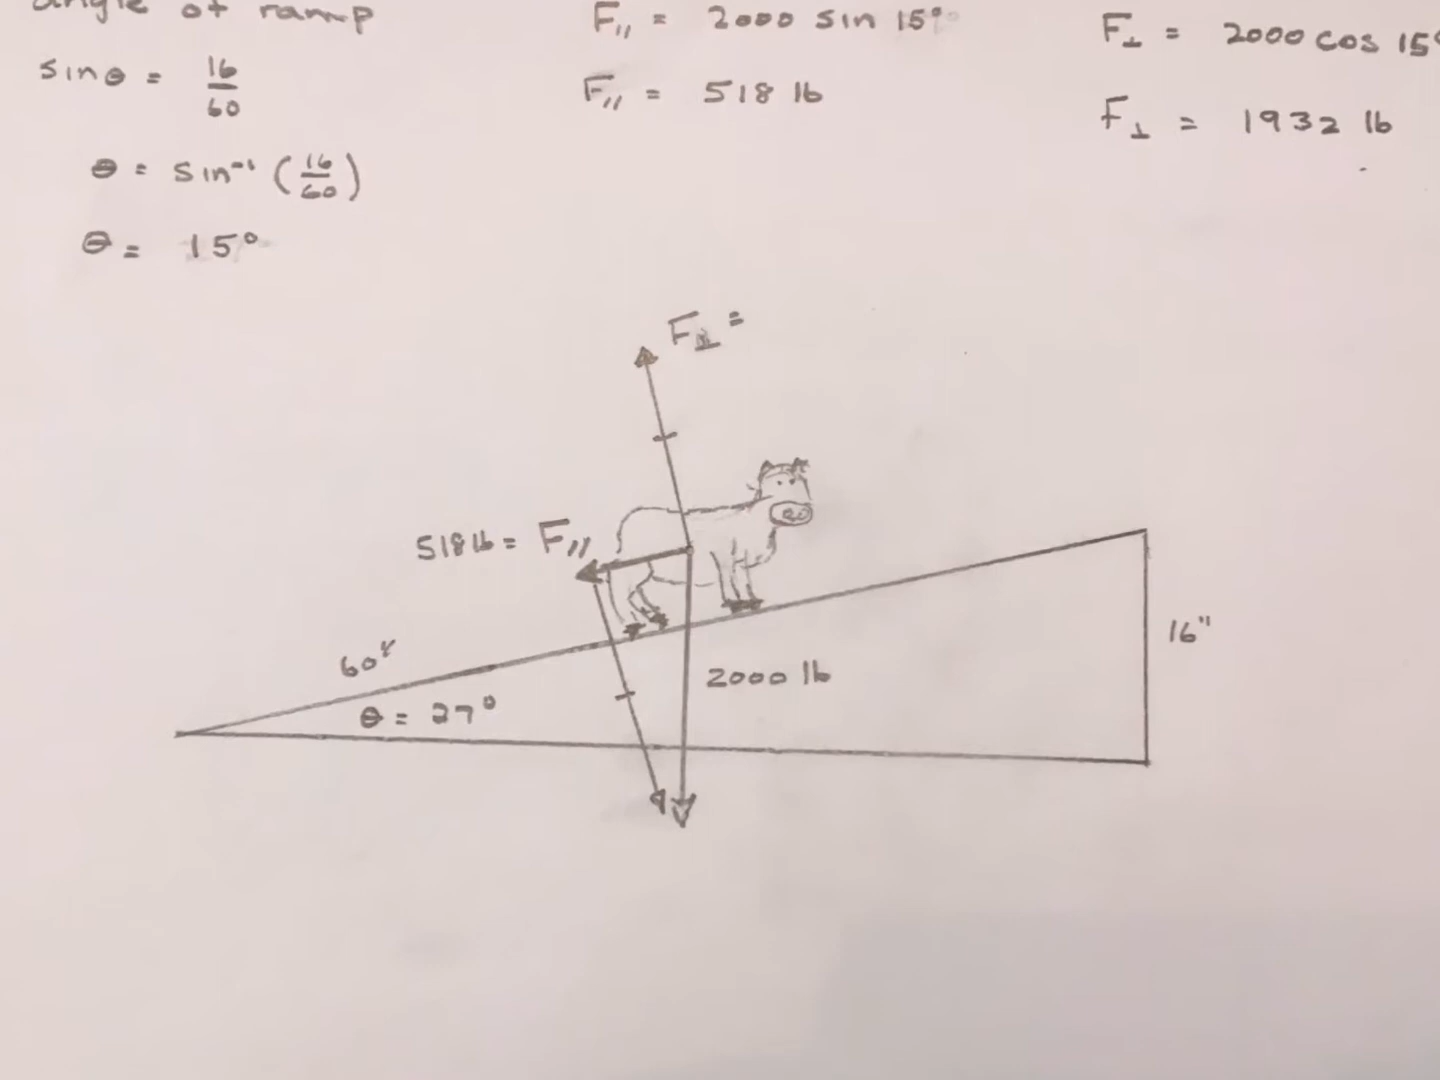 angle of ramp
sin θ = 16/60
θ = sin⁻¹ (16/60)
θ = 15°
F// = 2000 sin 15°
F// = 518 lb
F⊥ = 2000 cos 15°
F⊥ = 1932 lb
F⊥ =
518 lb = F//
60"
θ = 27°
2000 lb
16"